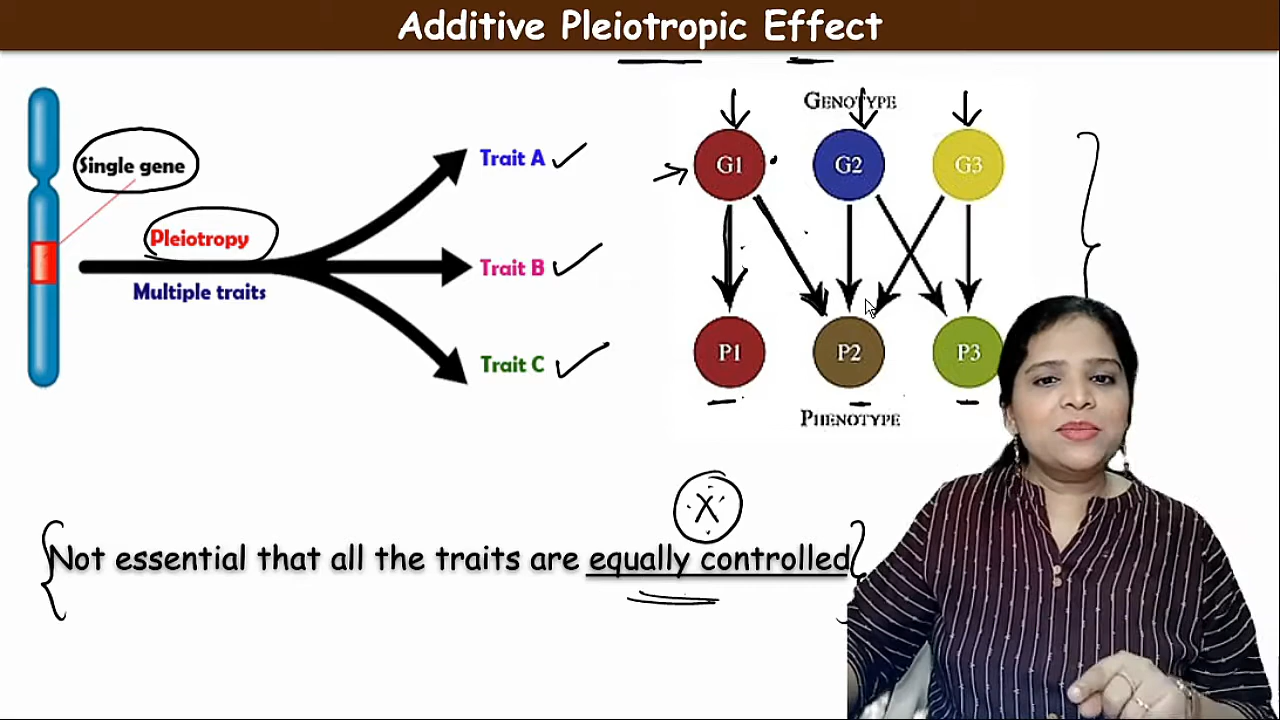 Additive Pleiotropic Effect
Single gene
Pleiotropy
Multiple traits
Trait A
Trait B
Trait C
GENOTYPE
G1 G2 G3
P1 P2 P3
PHENOTYPE
X
Not essential that all the traits are equally controlled